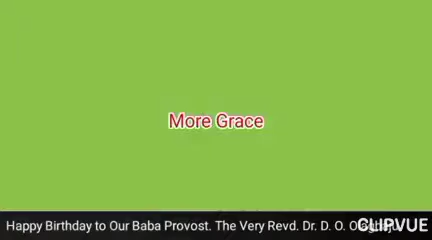 More Grace
Happy Birthday to Our Baba Provost. The Very Revd. Dr. D. O.
CLIPVUE